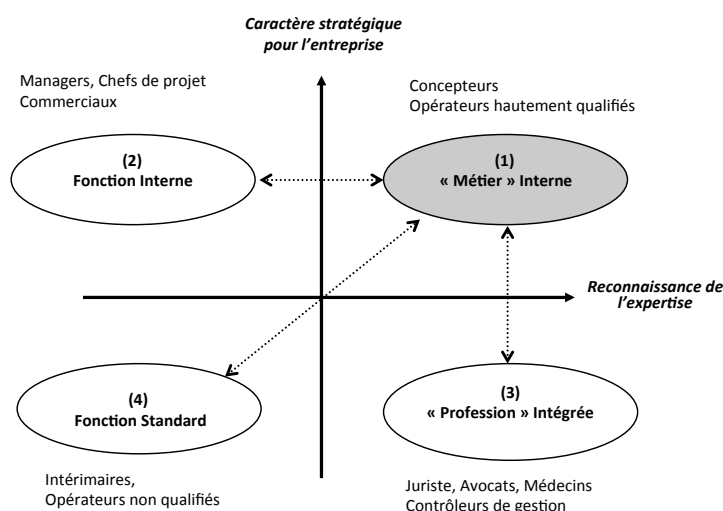 Caractère stratégique
pour l'entreprise
Managers, Chefs de projet
Commerciaux
Concepteurs
Opérateurs hautement qualifiés
(2)
Fonction Interne
(1)
« Métier » Interne
Reconnaissance de
l'expertise
(4)
Fonction Standard
(3)
« Profession » Intégrée
Intérimaires,
Opérateurs non qualifiés
Juriste, Avocats, Médecins
Contrôleurs de gestion